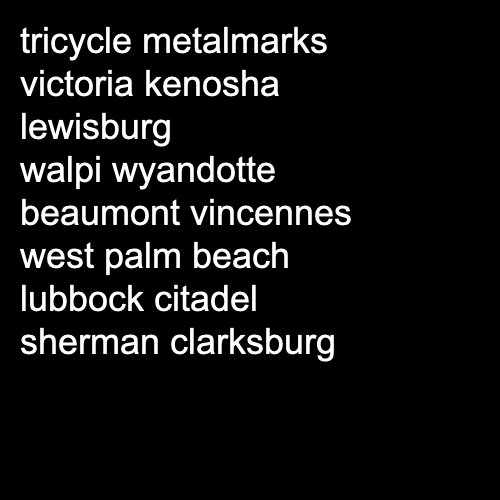 tricycle metalmarks
victoria kenosha
lewisburg
walpi wyandotte
beaumont vincennes
west palm beach
lubbock citadel
sherman clarksburg